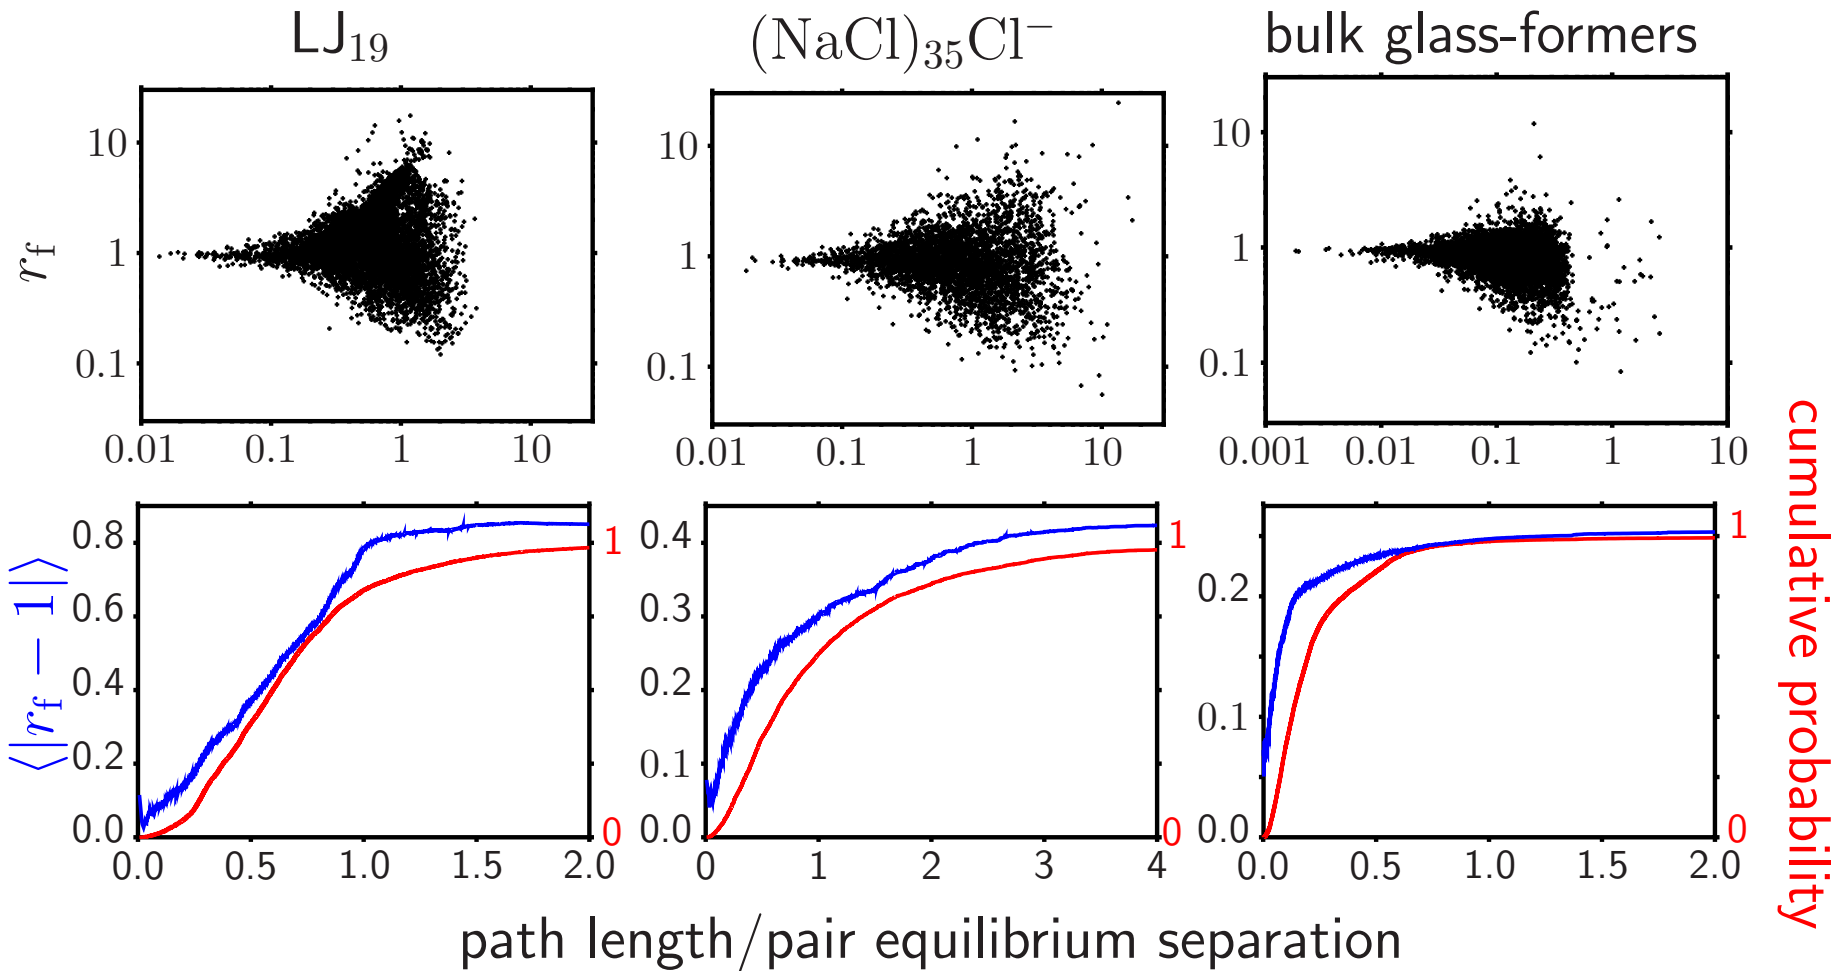 LJ₁₉ (NaCl)₃₅Cl⁻ bulk glass-formers
r_f
10
1
0.1
0.01 0.1 1 10
10
1
0.1
0.01 0.1 1 10
10
1
0.1
0.001 0.01 0.1 1 10
⟨|r_f − 1|⟩
0.8
0.6
0.4
0.2
0.0
1
0
0.0 0.5 1.0 1.5 2.0
0.4
0.3
0.2
0.1
0.0
1
0
0 1 2 3 4
0.2
0.1
0.0
1
0
0.0 0.5 1.0 1.5 2.0
cumulative probability
path length/pair equilibrium separation